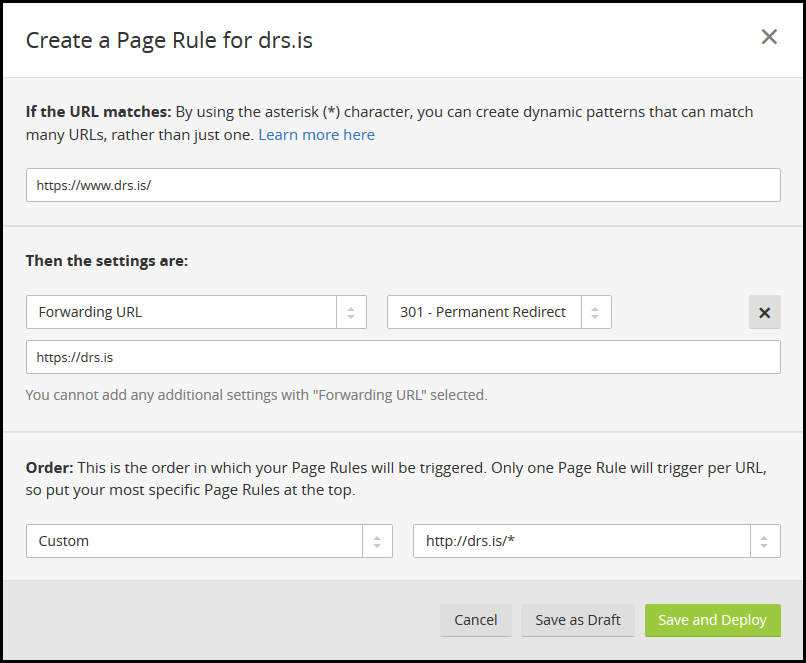 Create a Page Rule for drs.is
If the URL matches: By using the asterisk (*) character, you can create dynamic patterns that can match
many URLs, rather than just one. Learn more here
https://www.drs.is/
Then the settings are:
Forwarding URL
301 - Permanent Redirect
https://drs.is
You cannot add any additional settings with "Forwarding URL" selected.
Order: This is the order in which your Page Rules will be triggered. Only one Page Rule will trigger per URL,
so put your most specific Page Rules at the top.
Custom
http://drs.is/*
Cancel
Save as Draft
Save and Deploy